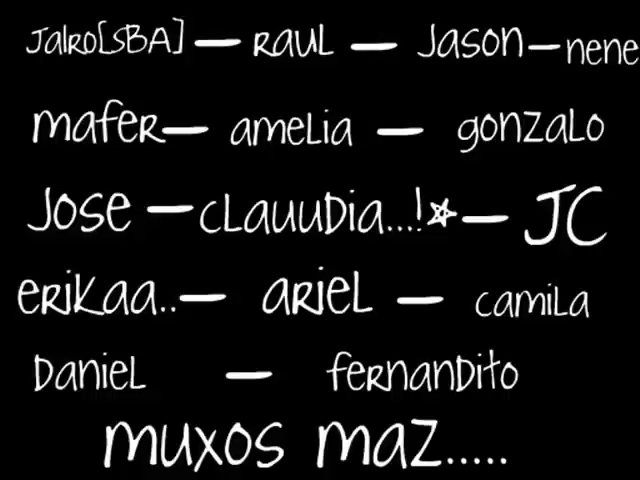 Jairo[SBA] — Raul — Jason — nene
mafer — amelia — gonzalo
Jose — clauudia...!☆ — JC
erikaa.. — ariel — camila
Daniel — fernandito
muxos maz.....